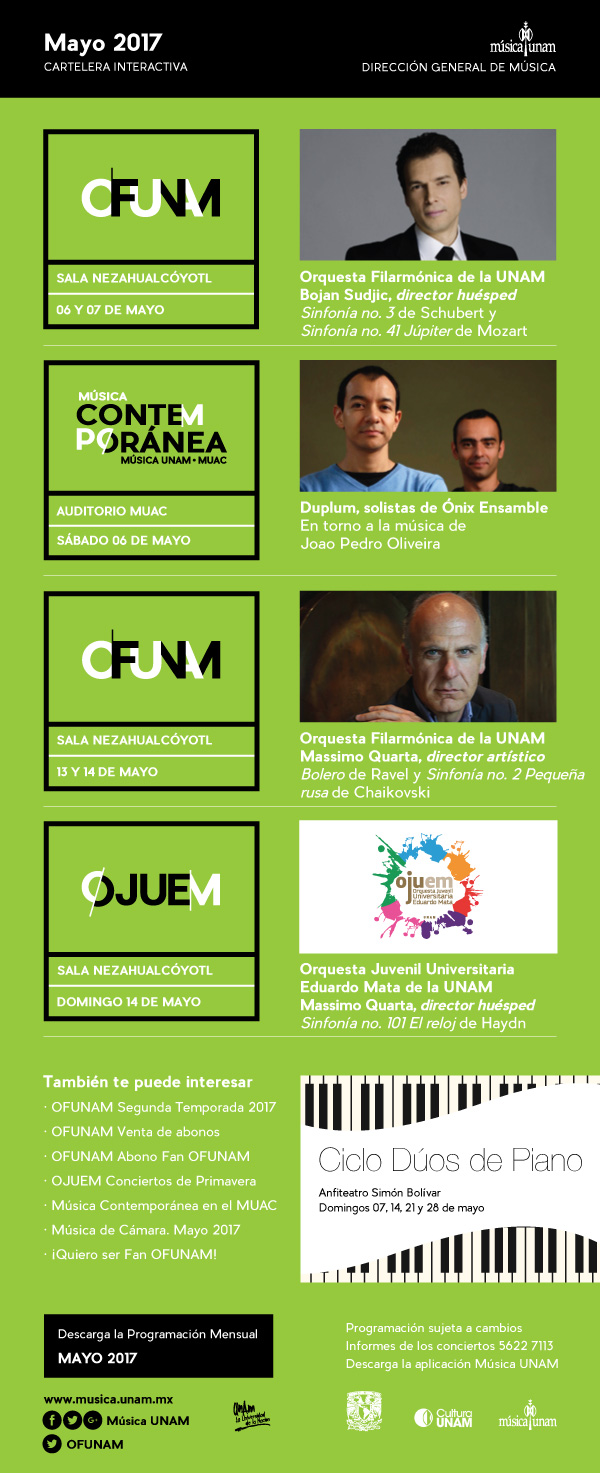 Mayo 2017
CARTELERA INTERACTIVA
música unam
DIRECCIÓN GENERAL DE MÚSICA
OFUNAM
SALA NEZAHUALCÓYOTL
06 Y 07 DE MAYO
Orquesta Filarmónica de la UNAM
Bojan Sudjic, director huésped
Sinfonía no. 3 de Schubert y
Sinfonía no. 41 Júpiter de Mozart
MÚSICA
CONTEM
PORÁNEA
MÚSICA UNAM • MUAC
AUDITORIO MUAC
SÁBADO 06 DE MAYO
Duplum, solistas de Ónix Ensamble
En torno a la música de
Joao Pedro Oliveira
OFUNAM
SALA NEZAHUALCÓYOTL
13 Y 14 DE MAYO
Orquesta Filarmónica de la UNAM
Massimo Quarta, director artístico
Bolero de Ravel y Sinfonía no. 2 Pequeña
rusa de Chaikovski
OJUEM
SALA NEZAHUALCÓYOTL
DOMINGO 14 DE MAYO
ojuem
Orquesta Juvenil
Universitaria
Eduardo Mata
UNAM
Orquesta Juvenil Universitaria
Eduardo Mata de la UNAM
Massimo Quarta, director huésped
Sinfonía no. 101 El reloj de Haydn
También te puede interesar
· OFUNAM Segunda Temporada 2017
· OFUNAM Venta de abonos
· OFUNAM Abono Fan OFUNAM
· OJUEM Conciertos de Primavera
· Música Contemporánea en el MUAC
· Música de Cámara. Mayo 2017
· ¡Quiero ser Fan OFUNAM!
Ciclo Dúos de Piano
Anfiteatro Simón Bolívar
Domingos 07, 14, 21 y 28 de mayo
Descarga la Programación Mensual
MAYO 2017
Programación sujeta a cambios
Informes de los conciertos 5622 7113
Descarga la aplicación Música UNAM
www.musica.unam.mx
Música UNAM
OFUNAM
UNAM
La Universidad
de la Nación
Cultura
UNAM
música unam